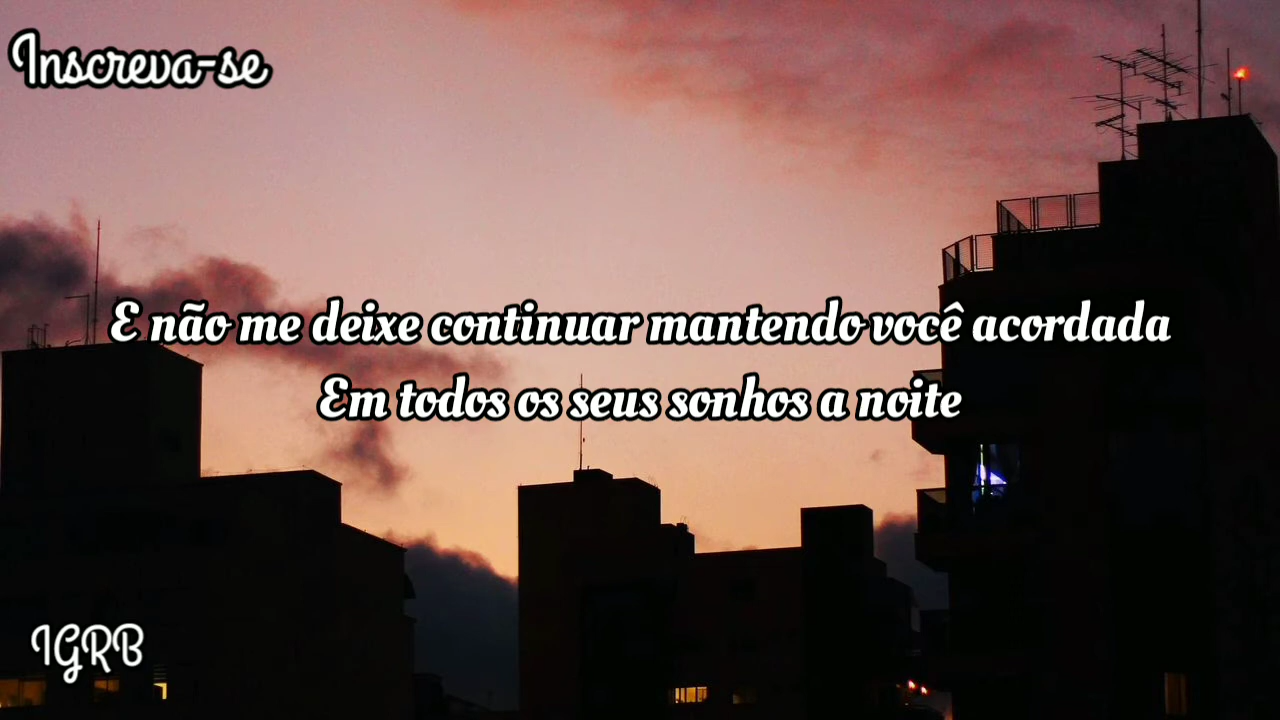 Inscreva-se
E não me deixe continuar mantendo você acordada
Em todos os seus sonhos a noite
IGRB